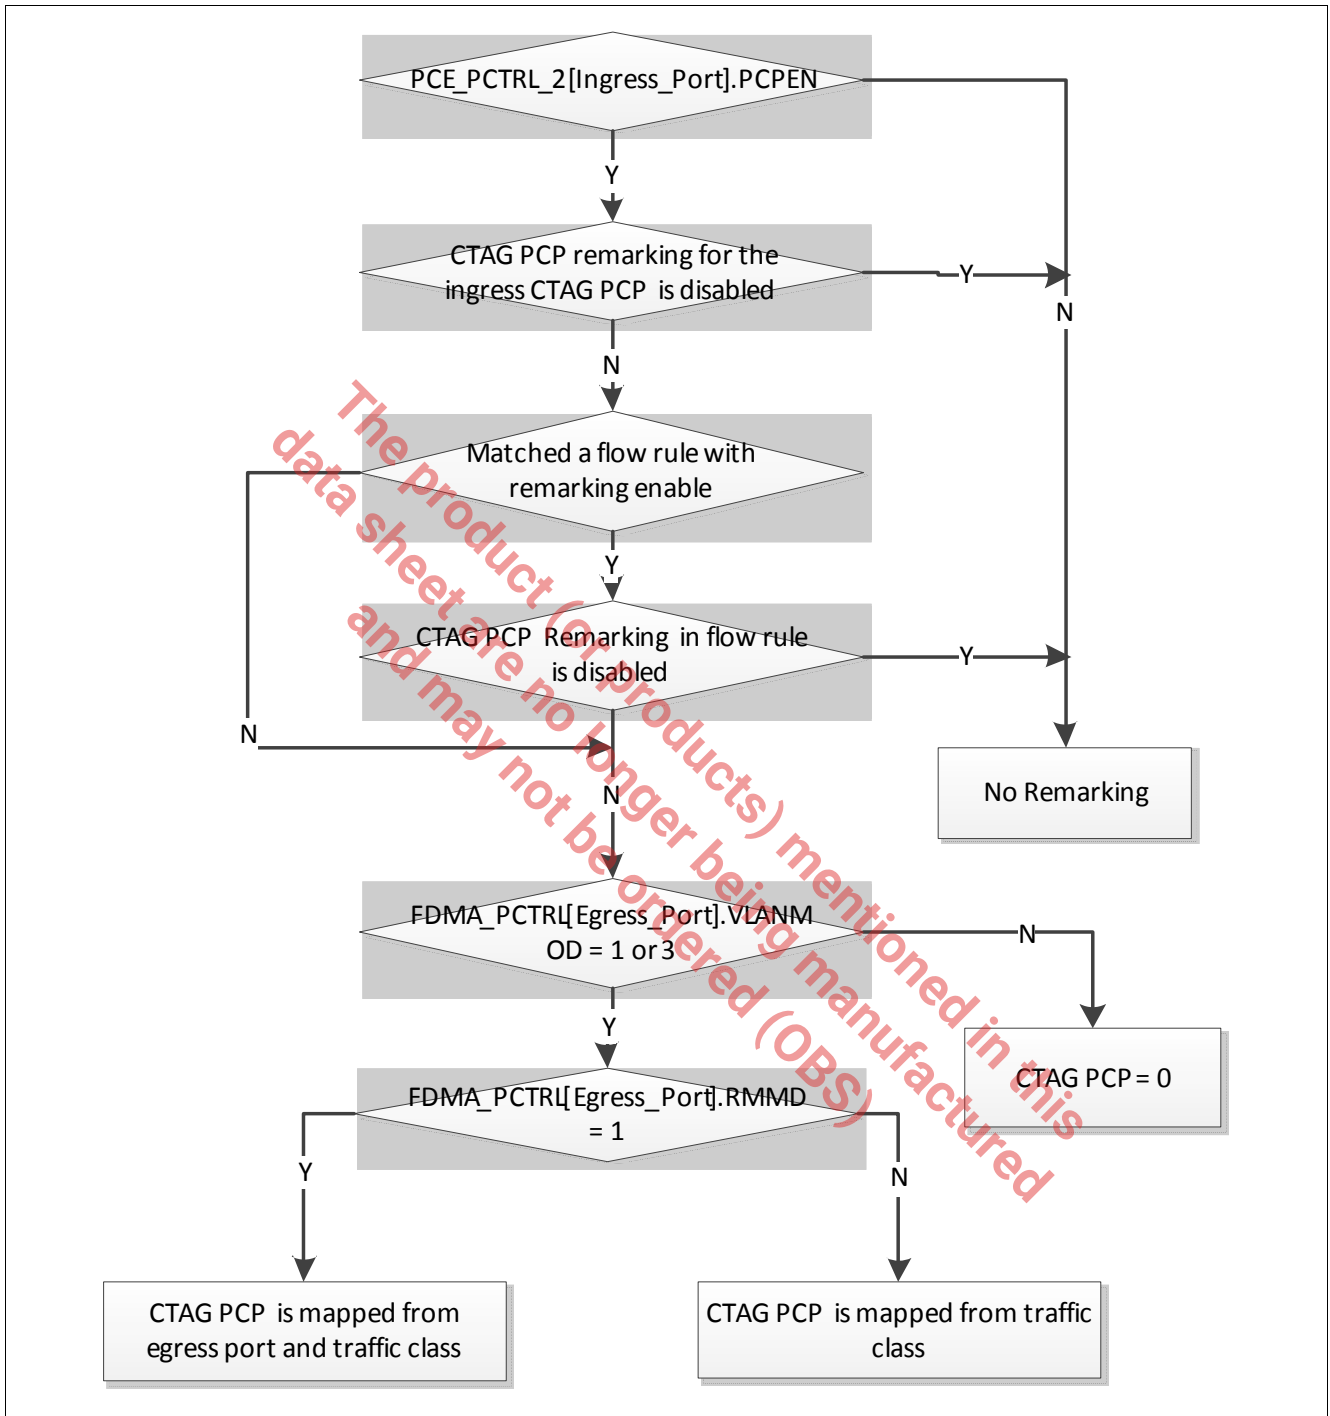 PCE_PCTRL_2[Ingress_Port].PCPEN
Y
CTAG PCP remarking for the
ingress CTAG PCP is disabled
Y
N
N
Matched a flow rule with
remarking enable
Y
CTAG PCP Remarking in flow rule
is disabled
Y
N
N
No Remarking
FDMA_PCTRL[Egress_Port].VLANM
OD = 1 or 3
N
Y
CTAG PCP = 0
FDMA_PCTRL[Egress_Port].RMMD
= 1
Y
N
CTAG PCP is mapped from
egress port and traffic class
CTAG PCP is mapped from traffic
class
The product (or products) mentioned in this
data sheet are no longer being manufactured
and may not be ordered (OBS)